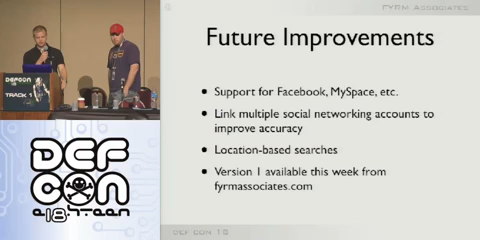 FYRM ASSOCIATES
Future Improvements
• Support for Facebook, MySpace, etc.
• Link multiple social networking accounts to
improve accuracy
• Location-based searches
• Version 1 available this week from
fyrmassociates.com
DEF CON 18
DEFCON
TRACK 1
DEF
CON
e18hteen